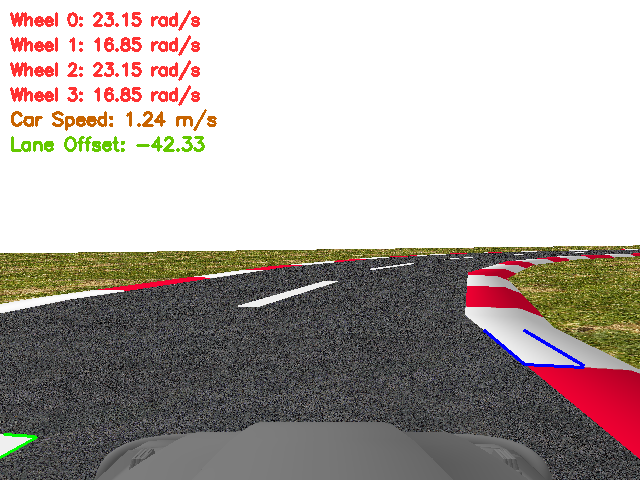 Wheel 0: 23.15 rad/s
Wheel 1: 16.85 rad/s
Wheel 2: 23.15 rad/s
Wheel 3: 16.85 rad/s
Car Speed: 1.24 m/s
Lane Offset: -42.33